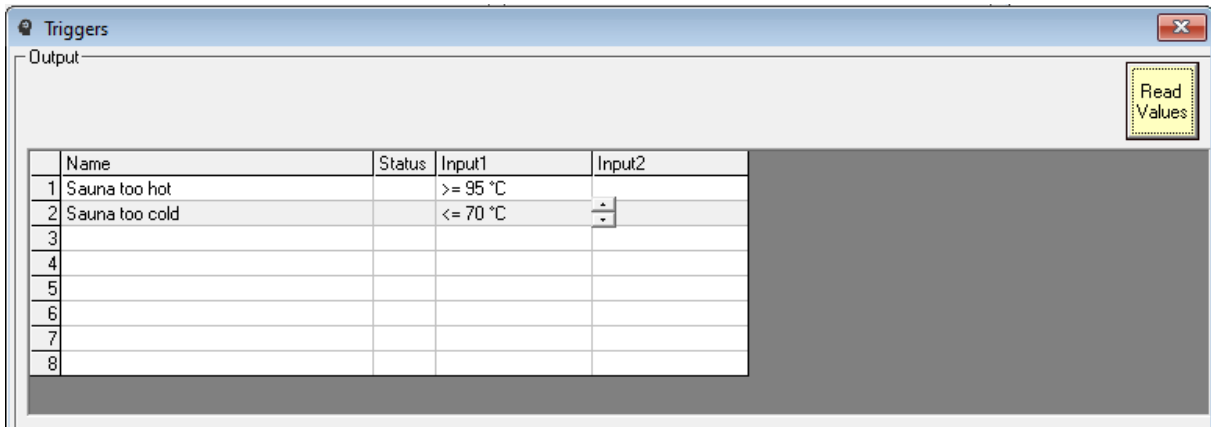 Triggers
Output
Read
Values
Name Status Input1 Input2
1 Sauna too hot >= 95 °C
2 Sauna too cold <= 70 °C
3
4
5
6
7
8